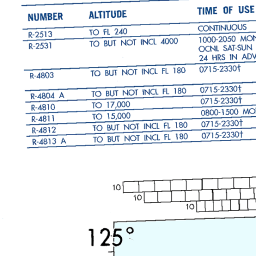 NUMBER ALTITUDE TIME OF USE
R-2513 TO FL 240 CONTINUOUS
R-2531 TO BUT NOT INCL 4000 1000-2050 MON
OCNL SAT-SUN
24 HRS IN ADV
R-4803 TO BUT NOT INCL FL 180 0715-2330†
R-4804 A TO BUT NOT INCL FL 180 0715-2330†
R-4810 TO 17,000 0715-2330†
R-4811 TO 15,000 0800-1500 MO
R-4812 TO BUT NOT INCL FL 180 0715-2330†
R-4813 A TO BUT NOT INCL FL 180 0715-2330†
10
10
10
125°